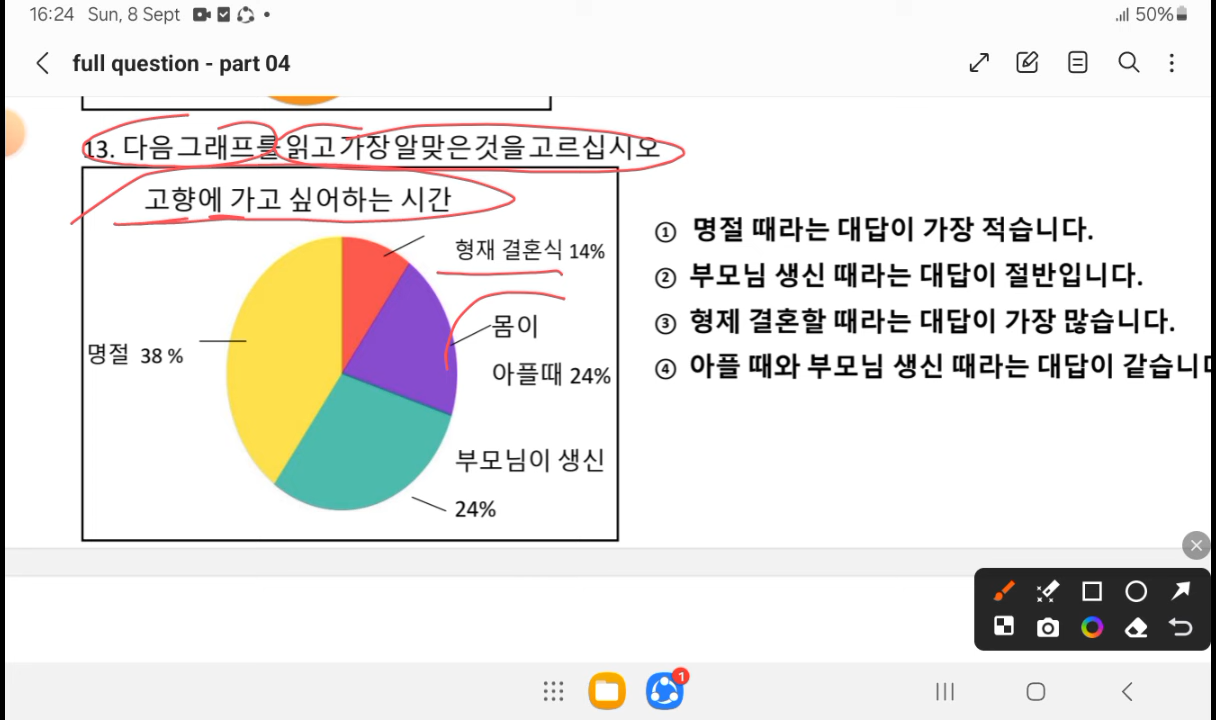 16:24 Sun, 8 Sept
50%
full question - part 04
13. 다음그래프를 읽고가장알맞은것을고르십시오
고향에 가고 싶어하는 시간
형재 결혼식 14%
몸이
아플때 24%
명절 38 %
부모님이 생신
24%
① 명절 때라는 대답이 가장 적습니다.
② 부모님 생신 때라는 대답이 절반입니다.
③ 형제 결혼할 때라는 대답이 가장 많습니다.
④ 아플 때와 부모님 생신 때라는 대답이 같습니
1